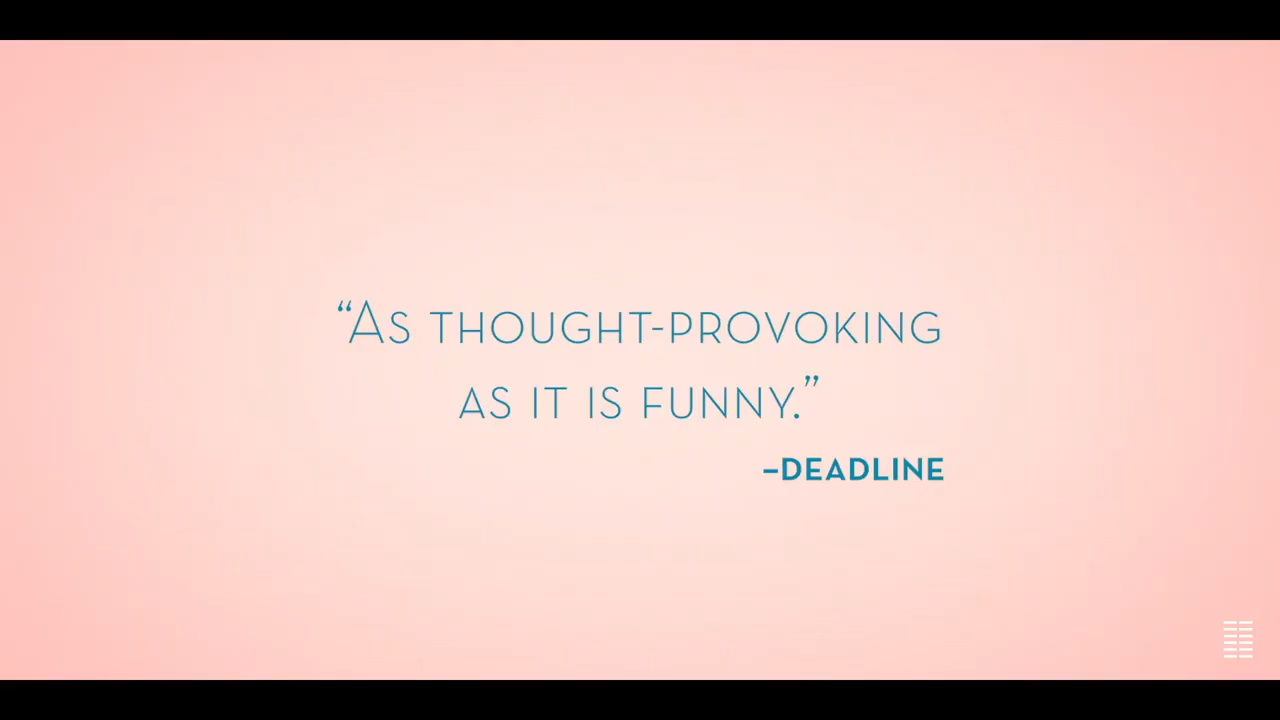 “As thought-provoking
as it is funny.”
–DEADLINE